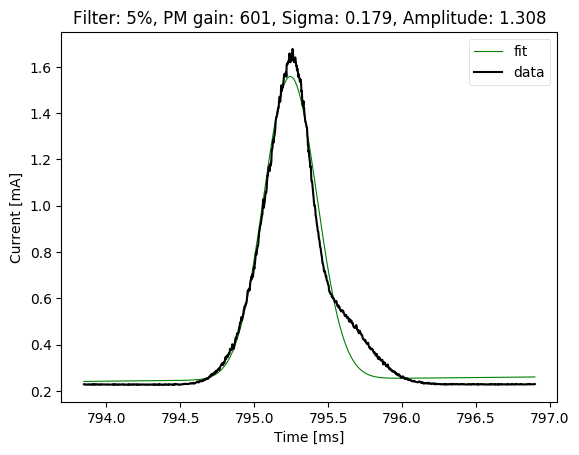 Filter: 5%, PM gain: 601, Sigma: 0.179, Amplitude: 1.308
fit
data
Current [mA]
1.6
1.4
1.2
1.0
0.8
0.6
0.4
0.2
794.0 794.5 795.0 795.5 796.0 796.5 797.0
Time [ms]